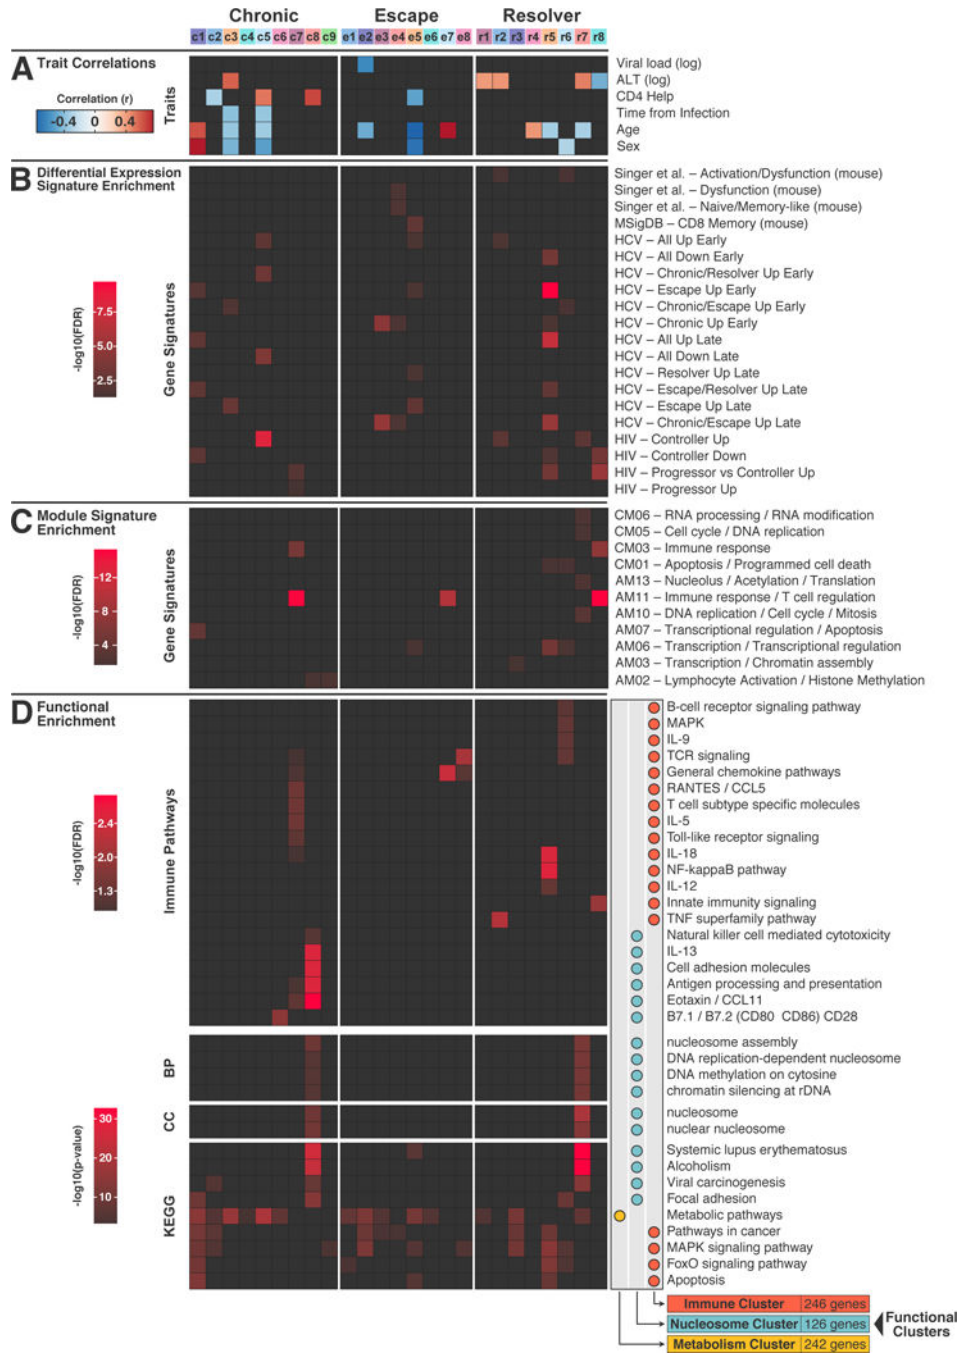 Chronic Escape Resolver
c1 c2 c3 c4 c5 c6 c7 c8 c9 e1 e2 e3 e4 e5 e6 e7 e8 r1 r2 r3 r4 r5 r6 r7 r8
A Trait Correlations
Correlation (r)
-0.4 0 0.4
Traits
Viral load (log)
ALT (log)
CD4 Help
Time from Infection
Age
Sex
B Differential Expression
Signature Enrichment
-log10(FDR)
7.5
5.0
2.5
Gene Signatures
Singer et al. – Activation/Dysfunction (mouse)
Singer et al. – Dysfunction (mouse)
Singer et al. – Naive/Memory-like (mouse)
MSigDB – CD8 Memory (mouse)
HCV – All Up Early
HCV – All Down Early
HCV – Chronic/Resolver Up Early
HCV – Escape Up Early
HCV – Chronic/Escape Up Early
HCV – Chronic Up Early
HCV – All Up Late
HCV – All Down Late
HCV – Resolver Up Late
HCV – Escape/Resolver Up Late
HCV – Escape Up Late
HCV – Chronic/Escape Up Late
HIV – Controller Up
HIV – Controller Down
HIV – Progressor vs Controller Up
HIV – Progressor Up
C Module Signature
Enrichment
-log10(FDR)
12
8
4
Gene Signatures
CM06 – RNA processing / RNA modification
CM05 – Cell cycle / DNA replication
CM03 – Immune response
CM01 – Apoptosis / Programmed cell death
AM13 – Nucleolus / Acetylation / Translation
AM11 – Immune response / T cell regulation
AM10 – DNA replication / Cell cycle / Mitosis
AM07 – Transcriptional regulation / Apoptosis
AM06 – Transcription / Transcriptional regulation
AM03 – Transcription / Chromatin assembly
AM02 – Lymphocyte Activation / Histone Methylation
D Functional
Enrichment
-log10(FDR)
2.4
2.0
1.3
Immune Pathways
B-cell receptor signaling pathway
MAPK
IL-9
TCR signaling
General chemokine pathways
RANTES / CCL5
T cell subtype specific molecules
IL-5
Toll-like receptor signaling
IL-18
NF-kappaB pathway
IL-12
Innate immunity signaling
TNF superfamily pathway
Natural killer cell mediated cytotoxicity
IL-13
Cell adhesion molecules
Antigen processing and presentation
Eotaxin / CCL11
B7.1 / B7.2 (CD80 CD86) CD28
-log10(p-value)
30
20
10
BP
nucleosome assembly
DNA replication-dependent nucleosome
DNA methylation on cytosine
chromatin silencing at rDNA
CC
nucleosome
nuclear nucleosome
KEGG
Systemic lupus erythematosus
Alcoholism
Viral carcinogenesis
Focal adhesion
Metabolic pathways
Pathways in cancer
MAPK signaling pathway
FoxO signaling pathway
Apoptosis
Immune Cluster 246 genes
Nucleosome Cluster 126 genes
Metabolism Cluster 242 genes
Functional
Clusters